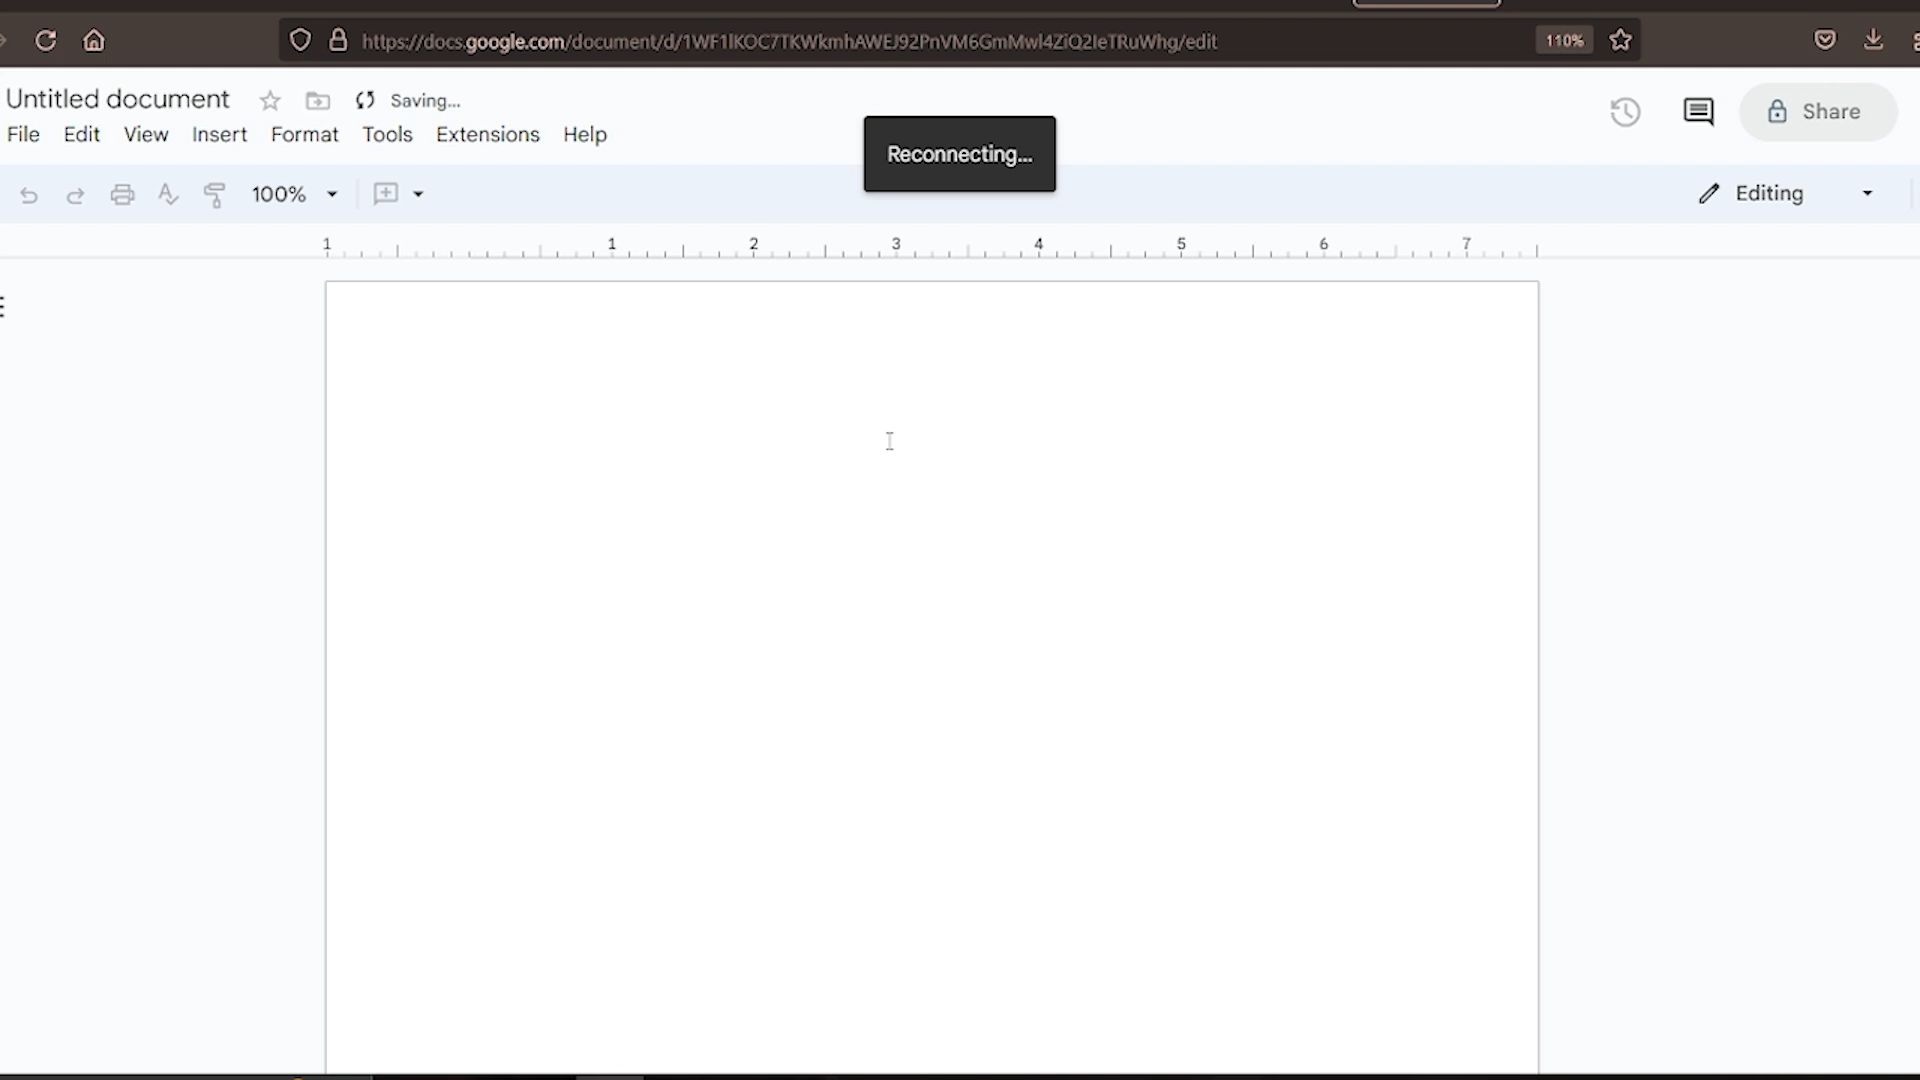 https://docs.google.com/document/d/1WF1lKOC7TKWkmhAWEJ92PnVM6GmMwl4ZiQ2IeTRuWhg/edit
110%
Untitled document
Saving...
File Edit View Insert Format Tools Extensions Help
Reconnecting...
Share
100%
Editing
1 1 2 3 4 5 6 7